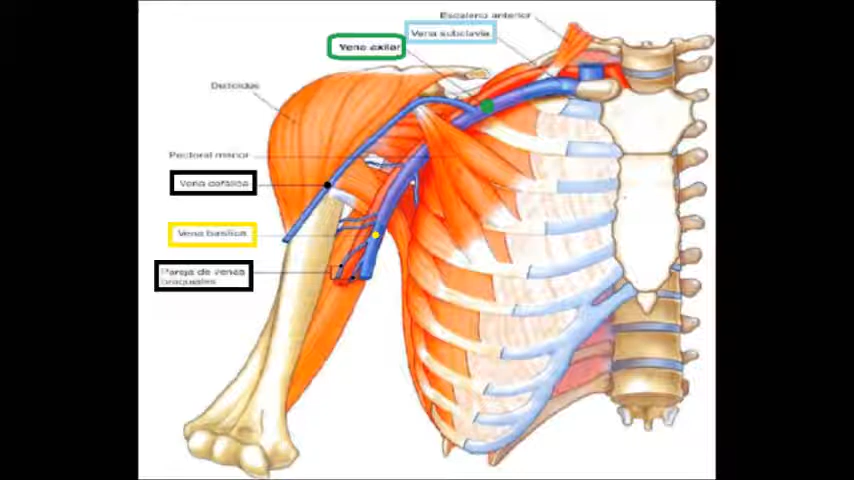 Escaleno anterior
Vena subclavia
Vena axilar
Deltoides
Pectoral menor
Vena cefálica
Vena basílica
Pareja de venas
braquiales